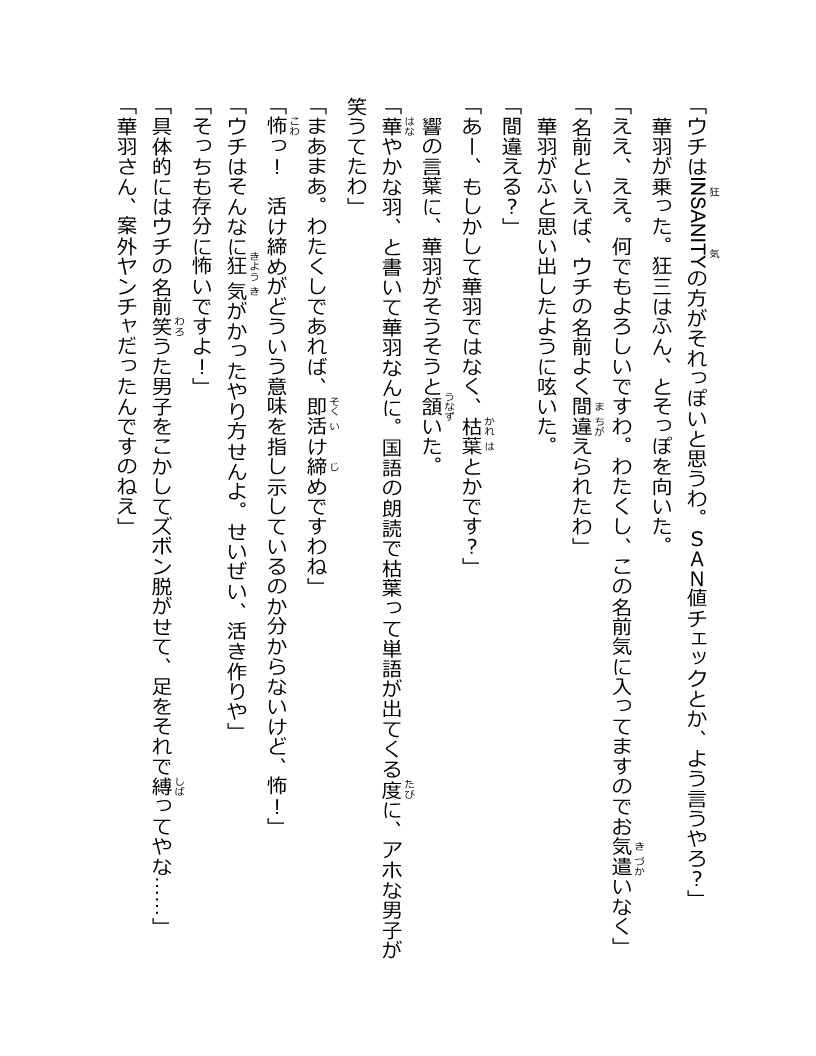 「ウチはINSANITYの方がそれっぽいと思うわ。ＳＡＮ値チェックとか、よう言うやろ？」
華羽が乗った。狂三はふん、とそっぽを向いた。
「ええ、ええ。何でもよろしいですわ。わたくし、この名前気に入ってますのでお気遣いなく」
「名前といえば、ウチの名前よく間違えられたわ」
華羽がふと思い出したように呟いた。
「間違える？」
「あー、もしかして華羽ではなく、枯葉とかです？」
響の言葉に、華羽がそうそうと頷いた。
「華やかな羽、と書いて華羽なんに。国語の朗読で枯葉って単語が出てくる度に、アホな男子が
笑うてたわ」
「まあまあ。わたくしであれば、即活け締めですわね」
「怖っ！　活け締めがどういう意味を指し示しているのか分からないけど、怖！」
「ウチはそんなに狂気がかったやり方せんよ。せいぜい、活き作りや」
「そっちも存分に怖いですよ！」
「具体的にはウチの名前笑うた男子をこかしてズボン脱がせて、足をそれで縛ってやな……」
「華羽さん、案外ヤンチャだったんですのねえ」